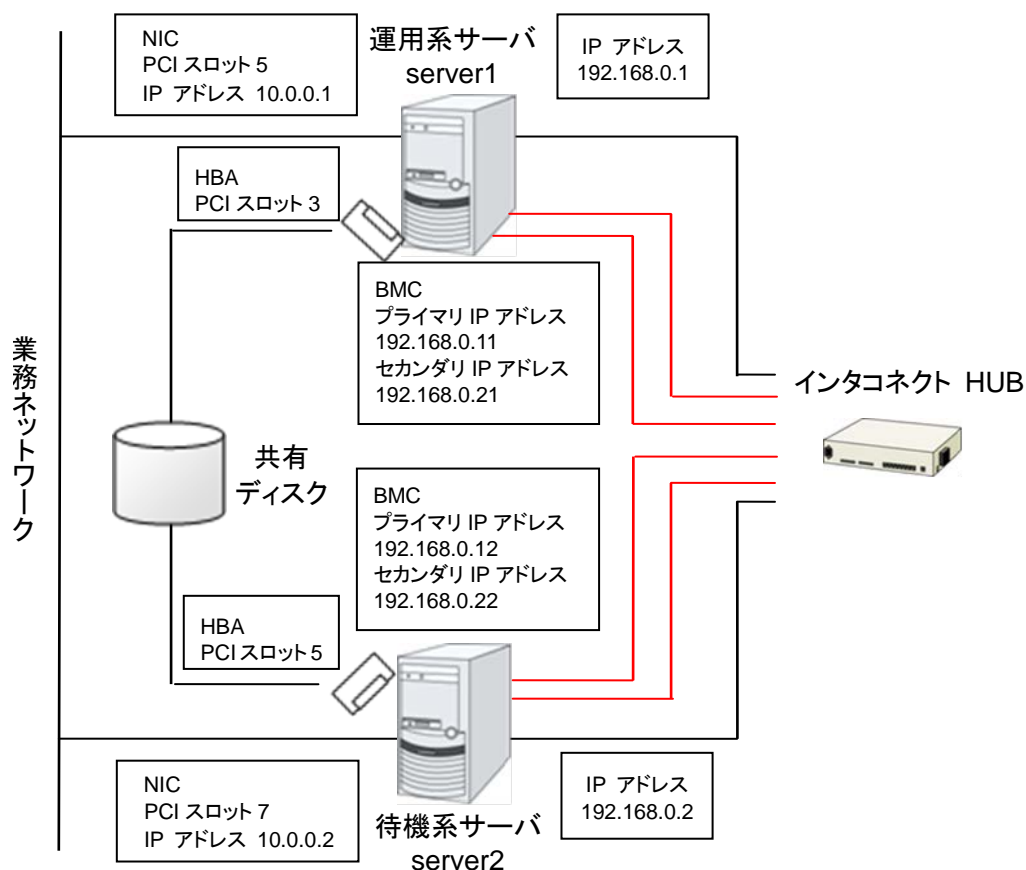 NIC
PCI スロット 5
IP アドレス 10.0.0.1
運用系サーバ
server1
IP アドレス
192.168.0.1
HBA
PCI スロット 3
BMC
プライマリ IP アドレス
192.168.0.11
セカンダリ IP アドレス
192.168.0.21
業務ネットワーク
インタコネクト HUB
共有
ディスク
BMC
プライマリ IP アドレス
192.168.0.12
セカンダリ IP アドレス
192.168.0.22
HBA
PCI スロット 5
NIC
PCI スロット 7
IP アドレス 10.0.0.2
待機系サーバ
server2
IP アドレス
192.168.0.2